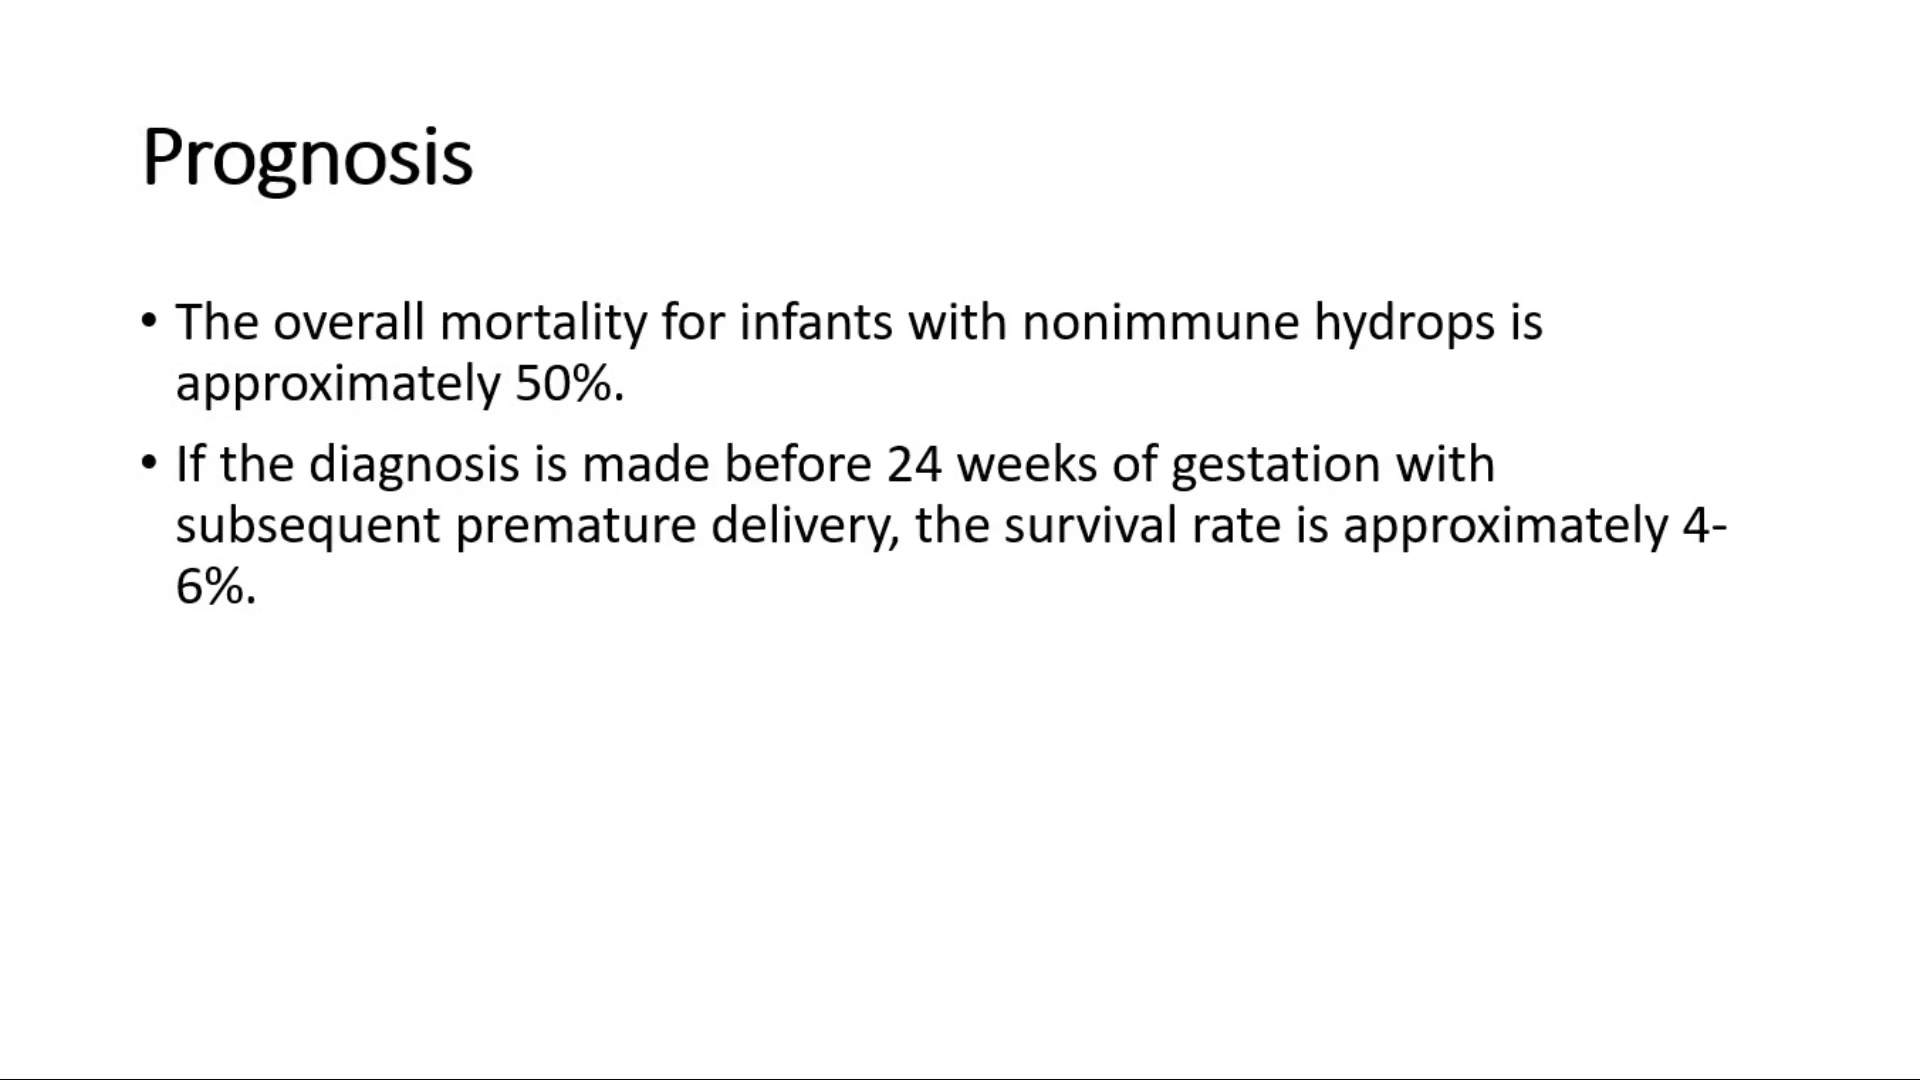 Prognosis
• The overall mortality for infants with nonimmune hydrops is
approximately 50%.
• If the diagnosis is made before 24 weeks of gestation with
subsequent premature delivery, the survival rate is approximately 4-
6%.